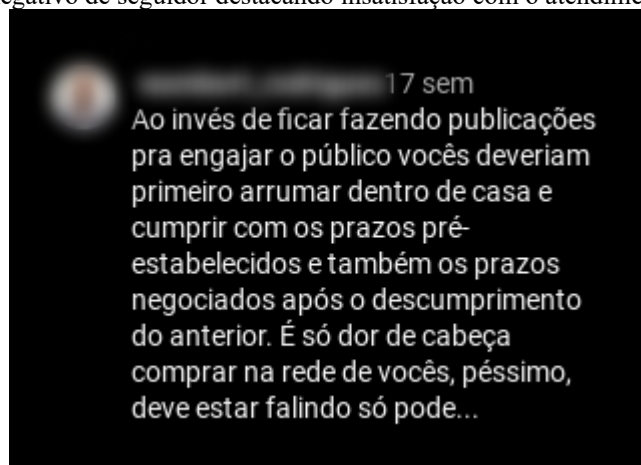 egativo de seguidor destacando insatisfação com o
17 sem
Ao invés de ficar fazendo publicações
pra engajar o público vocês deveriam
primeiro arrumar dentro de casa e
cumprir com os prazos pré-
estabelecidos e também os prazos
negociados após o descumprimento
do anterior. É só dor de cabeça
comprar na rede de vocês, péssimo,
deve estar falindo só pode...